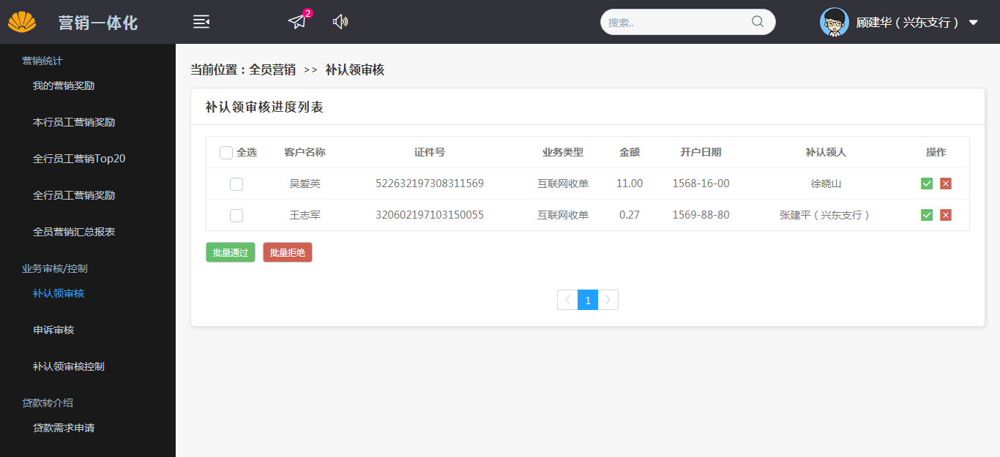 营销一体化
2
搜索..
顾建华（兴东支行）
营销统计
我的营销奖励
本行员工营销奖励
全行员工营销Top20
全行员工营销奖励
全员营销汇总报表
业务审核/控制
补认领审核
申诉审核
补认领审核控制
贷款转介绍
贷款需求申请
当前位置：全员营销 >> 补认领审核
补认领审核进度列表
全选 客户名称 证件号 业务类型 金额 开户日期 补认领人 操作
吴爱英 522632197308311569 互联网收单 11.00 1568-16-00 徐晓山
王志军 320602197103150055 互联网收单 0.27 1569-88-80 张建平（兴东支行）
批量通过 批量拒绝
1